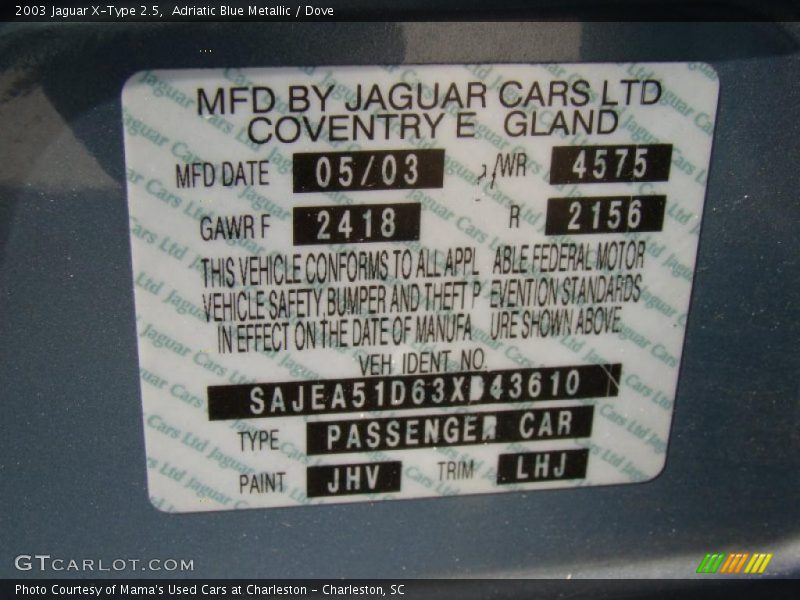 2003 Jaguar X-Type 2.5, Adriatic Blue Metallic / Dove
MFD BY JAGUAR CARS LTD
COVENTRY E GLAND
MFD DATE 05/03 /WR 4575
GAWR F 2418 R 2156
THIS VEHICLE CONFORMS TO ALL APPL ABLE FEDERAL MOTOR
VEHICLE SAFETY, BUMPER AND THEFT P EVENTION STANDARDS
IN EFFECT ON THE DATE OF MANUFA URE SHOWN ABOVE.
VEH IDENT NO.
SAJEA51D63XD43610
TYPE PASSENGER CAR
PAINT JHV TRIM LHJ
GTCARLOT.COM
Photo Courtesy of Mama's Used Cars at Charleston - Charleston, SC